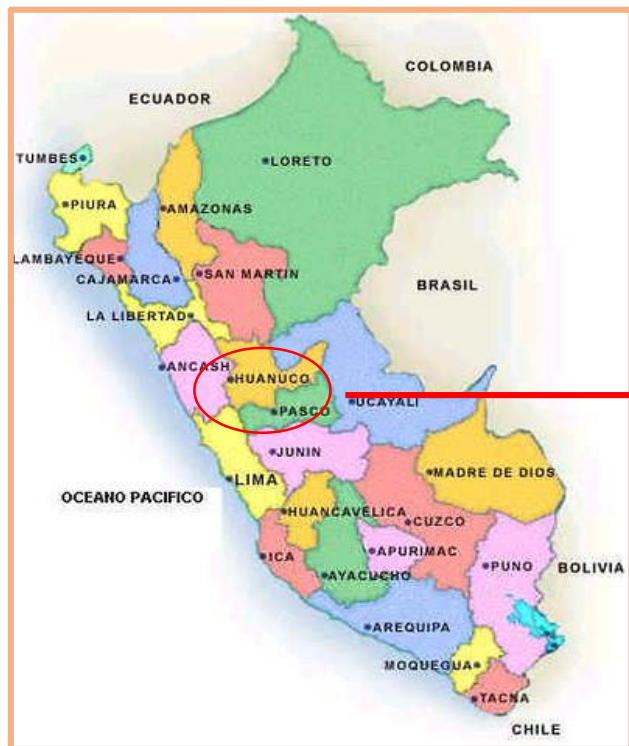 COLOMBIA
ECUADOR
TUMBES
LORETO
PIURA
AMAZONAS
LAMBAYEQUE
SAN MARTIN
CAJAMARCA
BRASIL
LA LIBERTAD
ANCASH
HUANUCO
UCAYALI
PASCO
JUNIN
MADRE DE DIOS
LIMA
OCEANO PACIFICO
HUANCAVELICA
CUZCO
ICA
APURIMAC
PUNO
BOLIVIA
AYACUCHO
AREQUIPA
MOQUEGUA
TACNA
CHILE